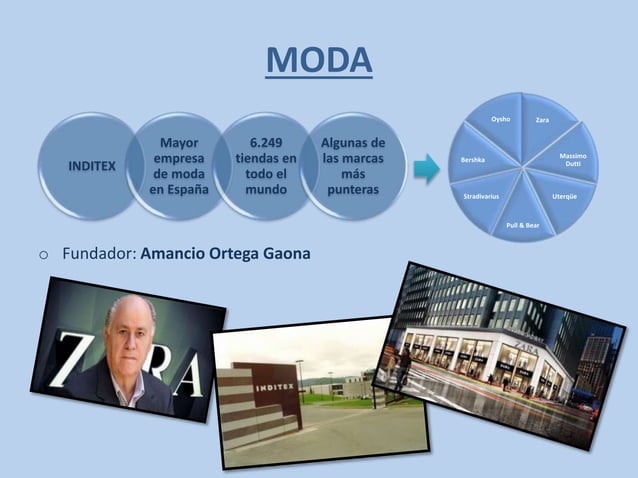 MODA
INDITEX
Mayor
empresa
de moda
en España
6.249
tiendas en
todo el
mundo
Algunas de
las marcas
más
punteras
Oysho
Zara
Massimo
Dutti
Uterqüe
Pull & Bear
Stradivarius
Bershka
o Fundador: Amancio Ortega Gaona
ZARA
INDITEX
ZARA